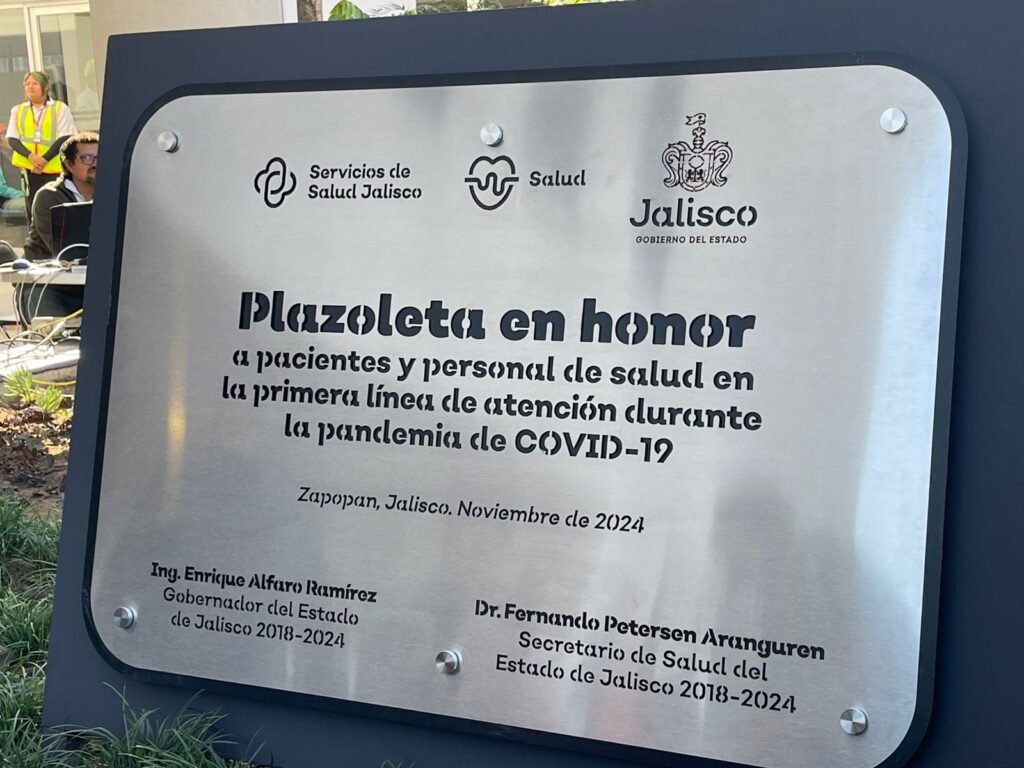 Servicios de
Salud Jalisco
Salud
Jalisco
GOBIERNO DEL ESTADO
Plazoleta en honor
a pacientes y personal de salud en
la primera línea de atención durante
la pandemia de COVID-19
Zapopan, Jalisco. Noviembre de 2024
Ing. Enrique Alfaro Ramírez
Gobernador del Estado
de Jalisco 2018-2024
Dr. Fernando Petersen Aranguren
Secretario de Salud del
Estado de Jalisco 2018-2024